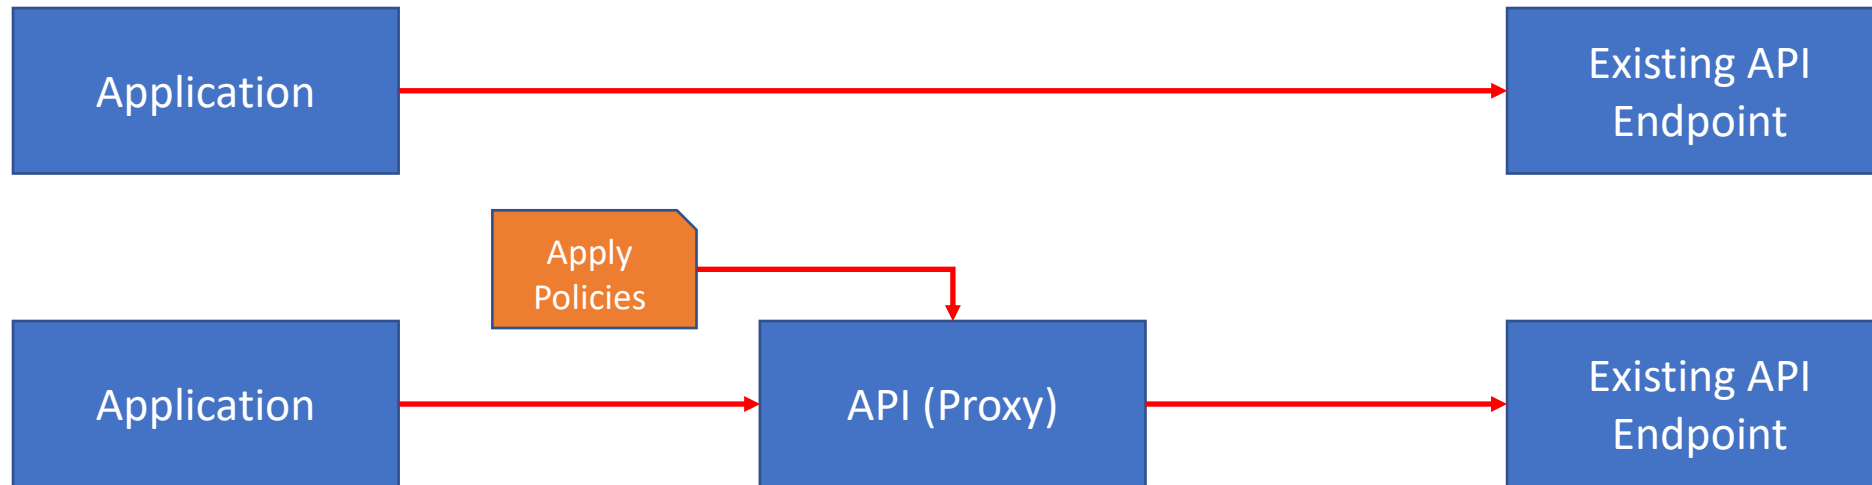 Application
Existing API
Endpoint
Apply
Policies
Application
API (Proxy)
Existing API
Endpoint